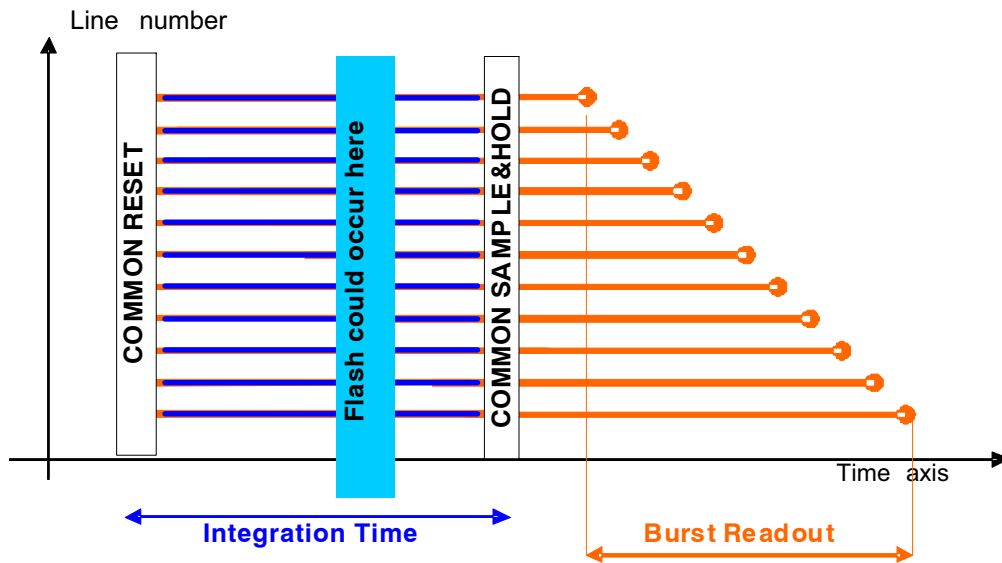 Line number
COMMON RESET
Flash could occur here
COMMON SAMPLE&HOLD
Time axis
Integration Time
Burst Readout